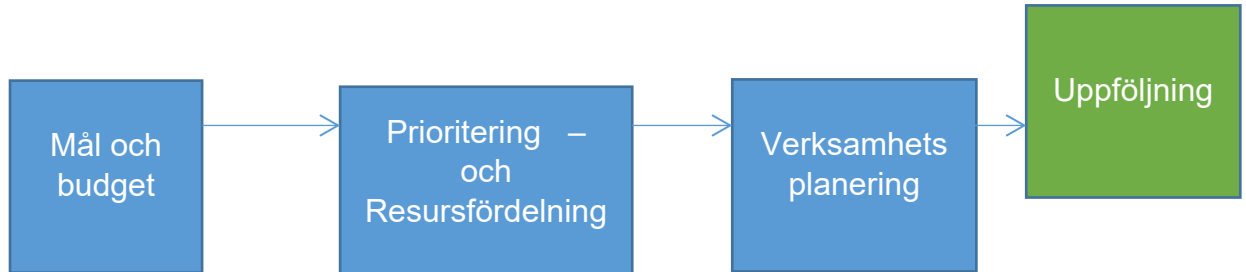 Mål och
budget
Prioritering –
och
Resursfördelning
Verksamhets
planering
Uppföljning